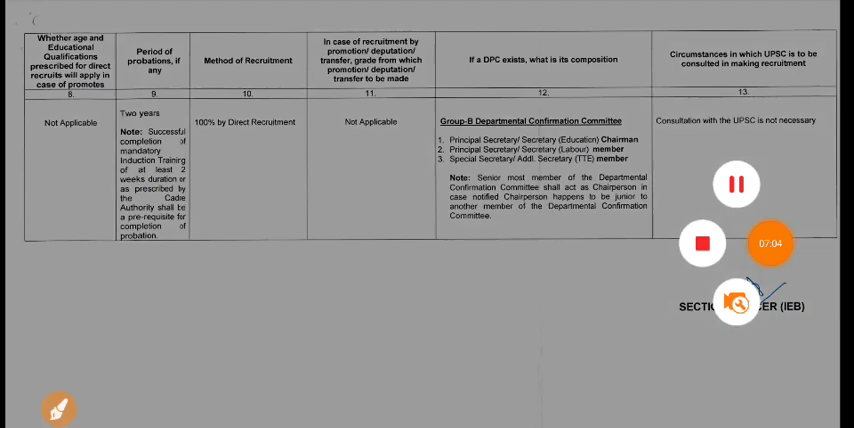 Whether age and
Educational
Qualifications
prescribed for direct
recruits will apply in
case of promotes
Period of
probations, if
any
Method of Recruitment
In case of recruitment by
promotion/ deputation/
transfer, grade from which
promotion/ deputation/
transfer to be made
If a DPC exists, what is its composition
Circumstances in which UPSC is to be
consulted in making recruitment
8.
9.
10.
11.
12.
13.
Not Applicable
Two years
Note: Successful
completion of
mandatory
Induction Training
of at least 2
weeks duration or
as prescribed by
the Cadre
Authority shall be
a pre-requisite for
completion of
probation.
100% by Direct Recruitment
Not Applicable
Group-B Departmental Confirmation Committee
1. Principal Secretary/ Secretary (Education) Chairman
2. Principal Secretary/ Secretary (Labour) member
3. Special Secretary/ Addl. Secretary (TTE) member
Note: Senior most member of the Departmental
Confirmation Committee shall act as Chairperson in
case notified Chairperson happens to be junior to
another member of the Departmental Confirmation
Committee.
Consultation with the UPSC is not necessary
07:04
(IEB)